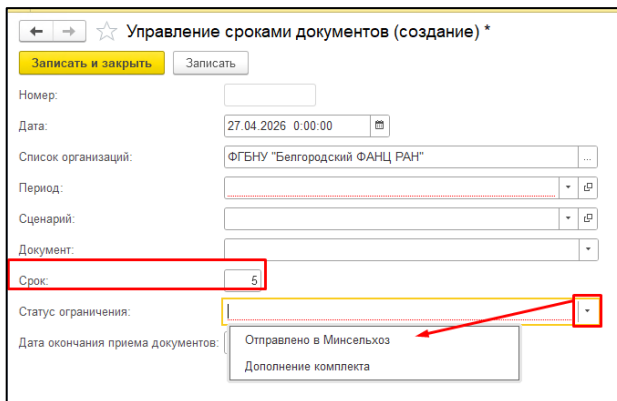 Управление сроками документов (создание) *
Записать и закрыть Записать
Номер:
Дата: 27.04.2026 0:00:00
Список организаций: ФГБНУ "Белгородский ФАНЦ РАН" ...
Период:
Сценарий:
Документ:
Срок: 5
Статус ограничения:
Отправлено в Минсельхоз
Дата окончания приема документов:
Дополнение комплекта